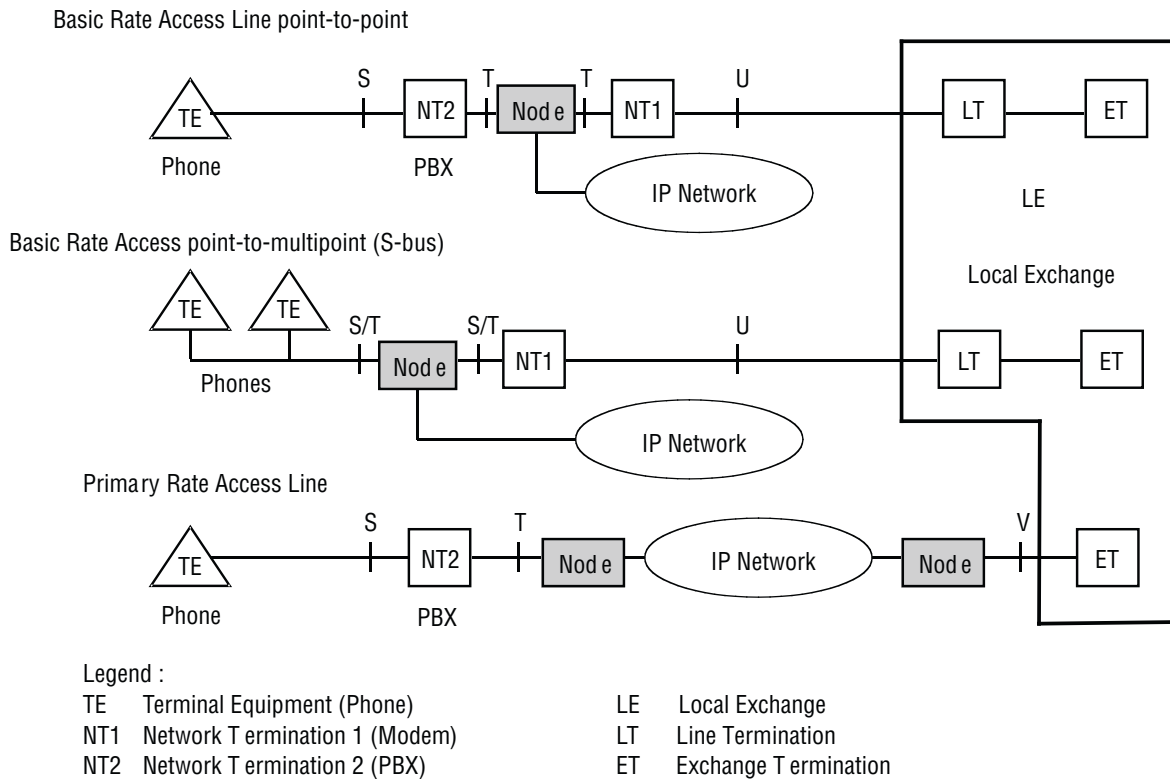 Basic Rate Access Line point-to-point
S T T U
TE NT2 Nod e NT1 LT ET
Phone PBX
IP Network LE
Basic Rate Access point-to-multipoint (S-bus)
Local Exchange
TE TE
S/T S/T U
Nod e NT1 LT ET
Phones
IP Network
Primary Rate Access Line
S T V
TE NT2 Nod e IP Network Nod e ET
Phone PBX
Legend :
TE Terminal Equipment (Phone) LE Local Exchange
NT1 Network T ermination 1 (Modem) LT Line Termination
NT2 Network T ermination 2 (PBX) ET Exchange T ermination